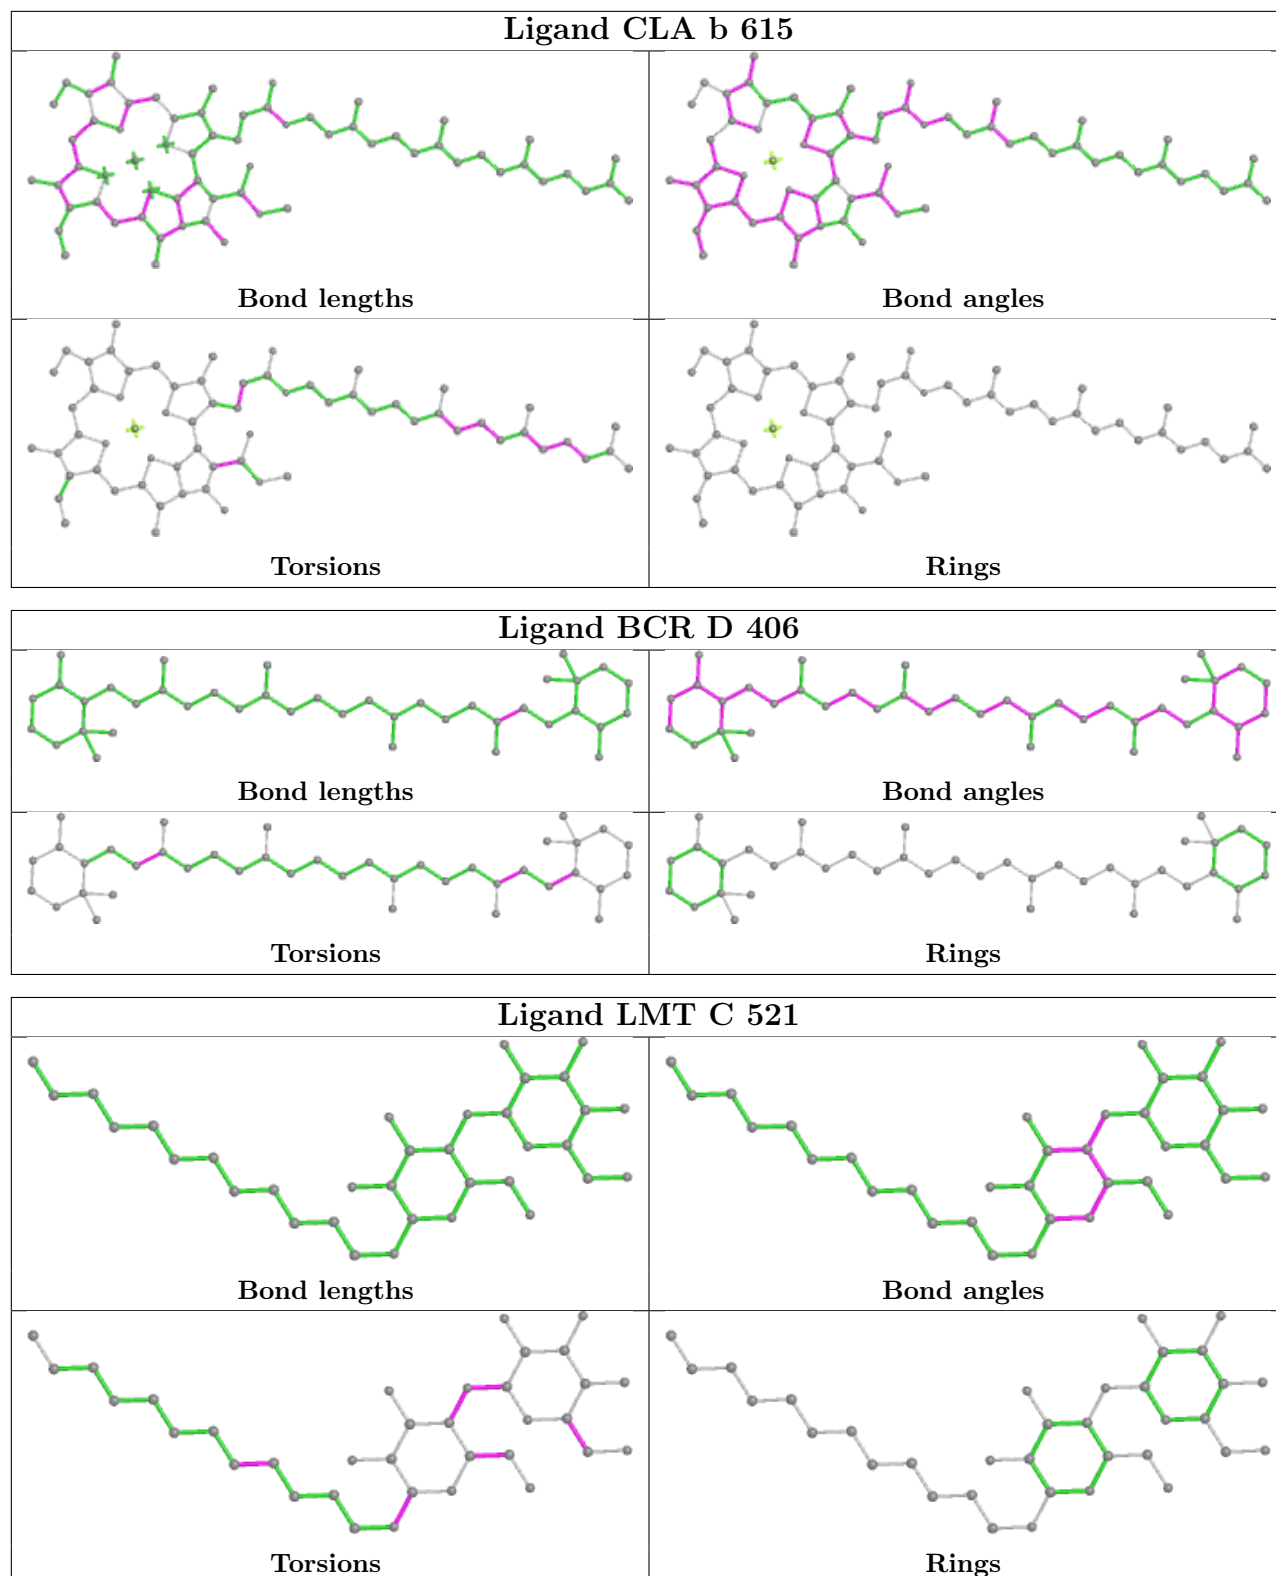 Ligand CLA b 615
Bond lengths
Bond angles
Torsions
Rings
Ligand BCR D 406
Bond lengths
Bond angles
Torsions
Rings
Ligand LMT C 521
Bond lengths
Bond angles
Torsions
Rings